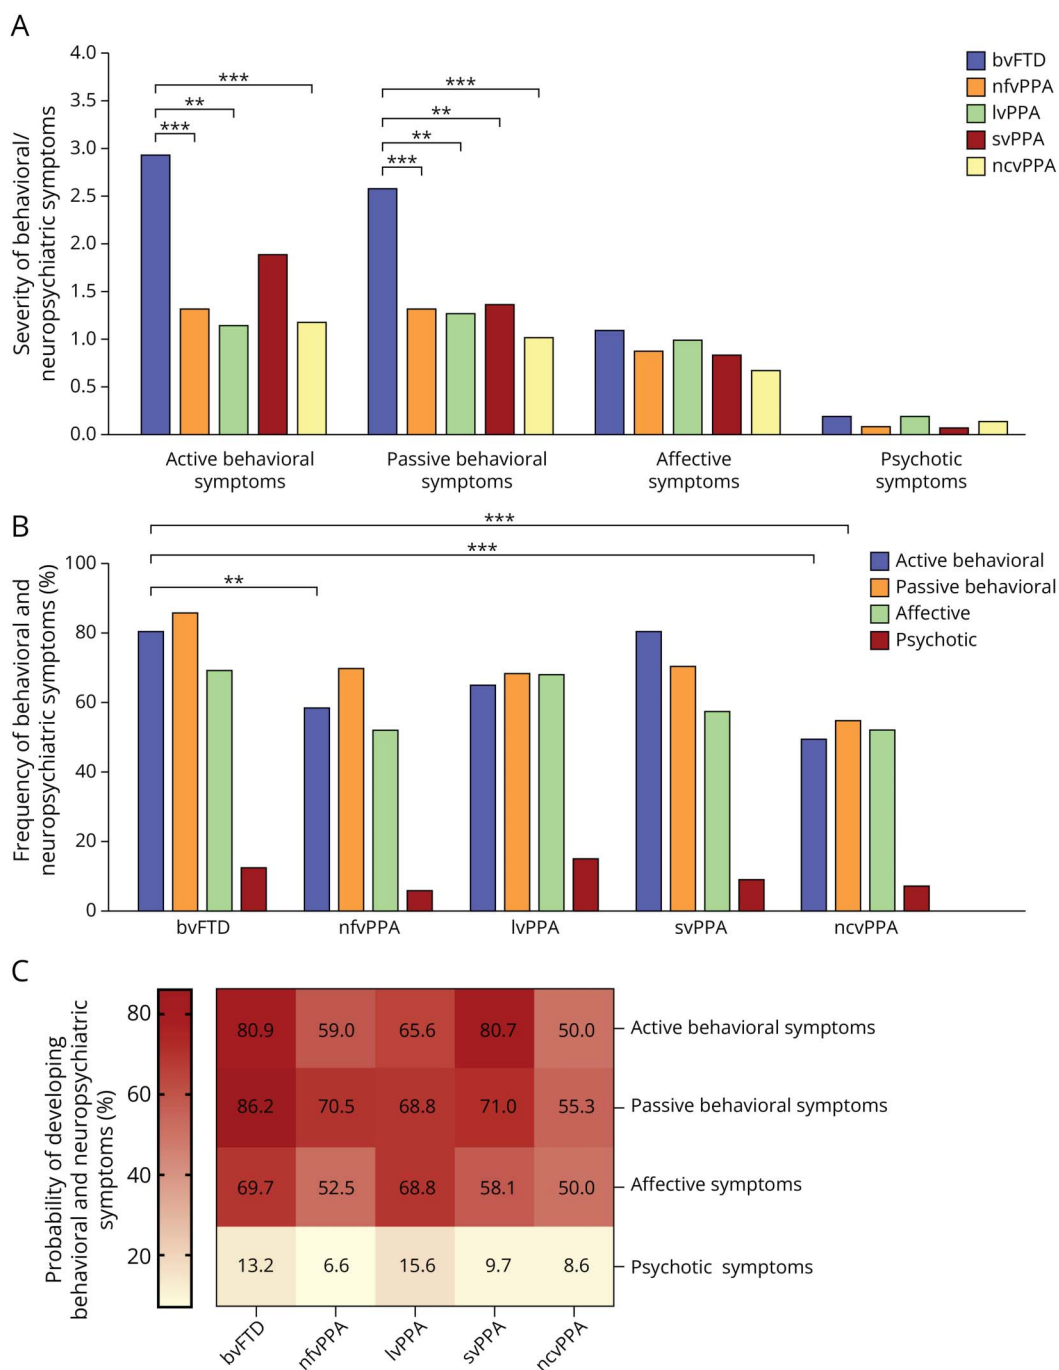 A
4.0
3.5
3.0
2.5
2.0
1.5
1.0
0.5
0.0
Severity of behavioral/
neuropsychiatric symptoms
***
**
***
***
**
**
***
bvFTD
nfvPPA
lvPPA
svPPA
ncvPPA
Active behavioral
symptoms
Passive behavioral
symptoms
Affective
symptoms
Psychotic
symptoms
B
100
80
60
40
20
0
Frequency of behavioral and
neuropsychiatric symptoms (%)
***
***
**
Active behavioral
Passive behavioral
Affective
Psychotic
bvFTD nfvPPA lvPPA svPPA ncvPPA
C
Probability of developing
behavioral and neuropsychiatric
symptoms (%)
80
60
40
20
80.9 59.0 65.6 80.7 50.0 Active behavioral symptoms
86.2 70.5 68.8 71.0 55.3 Passive behavioral symptoms
69.7 52.5 68.8 58.1 50.0 Affective symptoms
13.2 6.6 15.6 9.7 8.6 Psychotic symptoms
bvFTD nfvPPA lvPPA svPPA ncvPPA